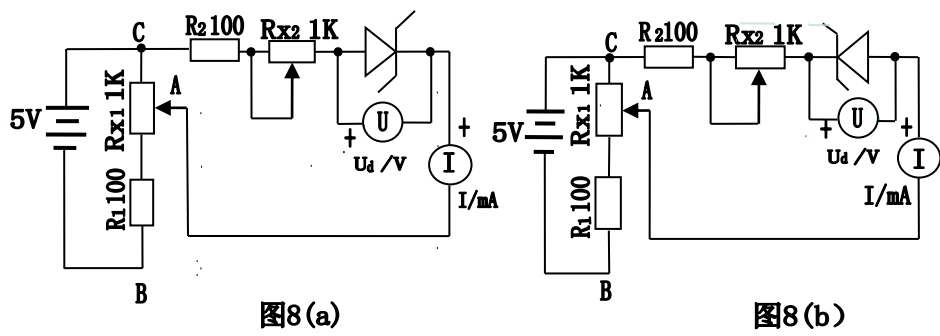 C
R₂100
Rx₂ 1K
A
5V
Rx₁ 1K
R₁100
U
+
Ud /V
+
I
I/mA
B
图8(a)
C
R₂100
Rx₂ 1K
A
5V
Rx₁ 1K
R₁100
U
+
Ud /V
+
I
I/mA
B
图8(b)